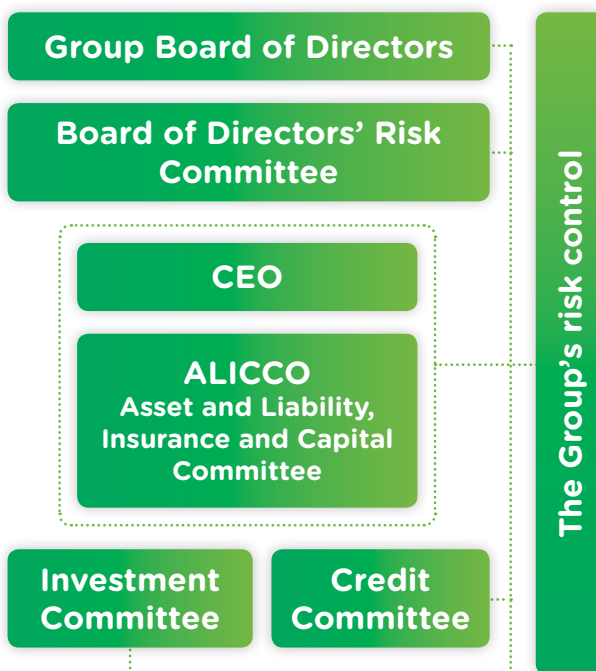 Group Board of Directors
Board of Directors’ Risk
Committee
CEO
ALICCO
Asset and Liability,
Insurance and Capital
Committee
Investment
Committee
Credit
Committee
The Group’s risk control